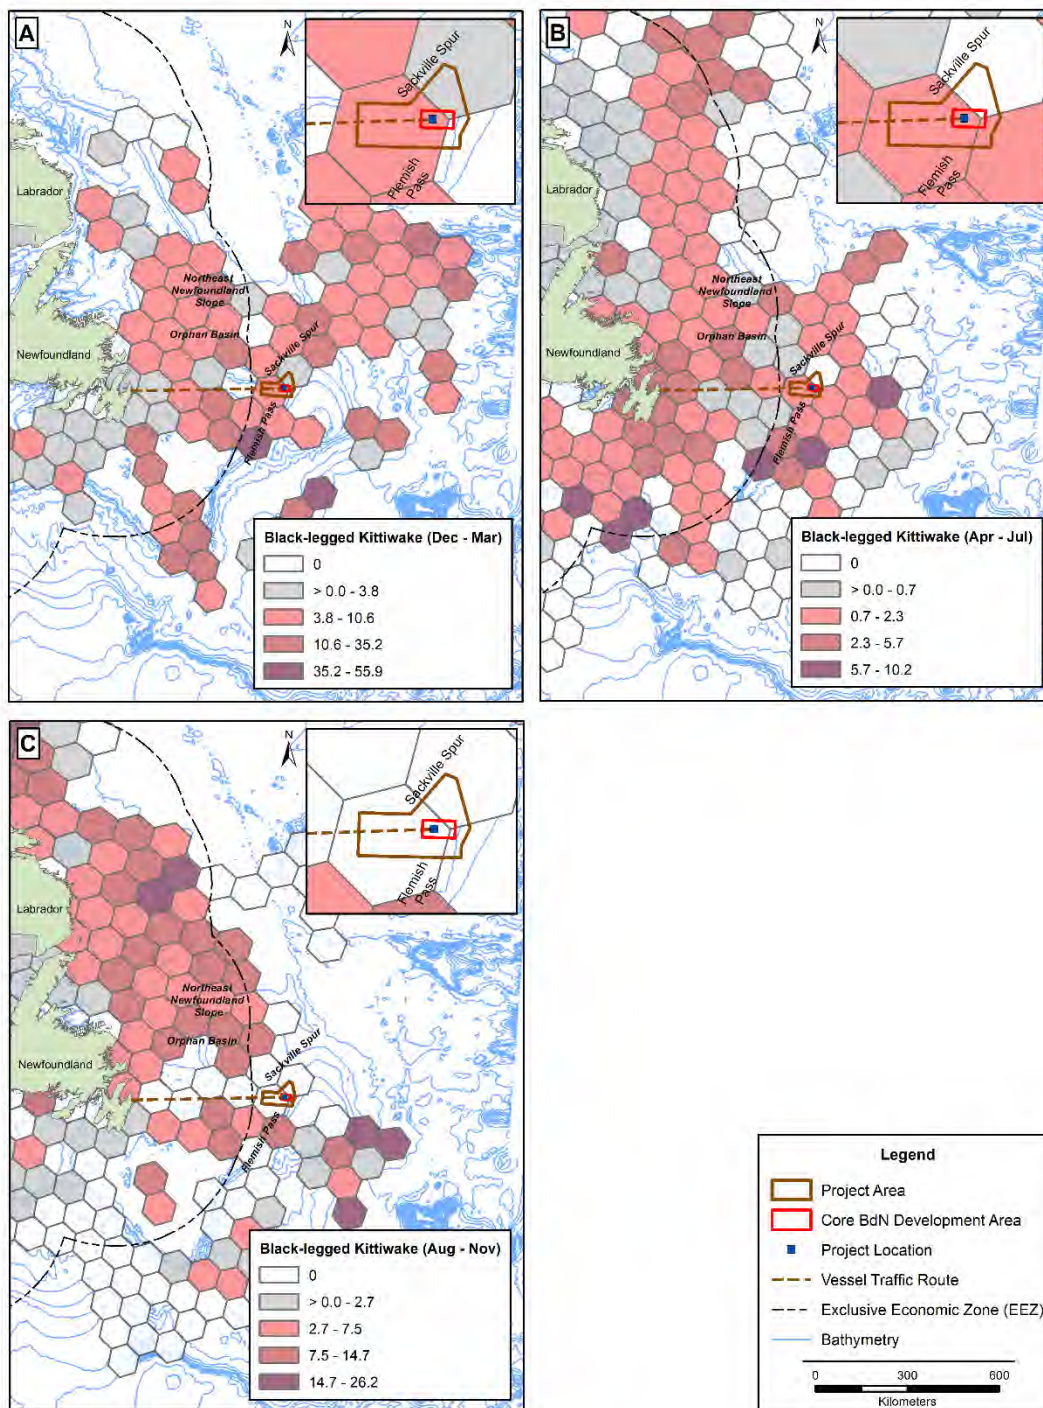 A
N
Sackville Spur
Flemish
Pass
Labrador
Northeast
Newfoundland
Slope
Orphan Basin
Sackville Spur
Newfoundland
Flemish Pass
Black-legged Kittiwake (Dec - Mar)
0
> 0.0 - 3.8
3.8 - 10.6
10.6 - 35.2
35.2 - 55.9
B
N
Sackville Spur
Flemish
Pass
Labrador
Northeast
Newfoundland
Slope
Orphan Basin
Sackville Spur
Newfoundland
Flemish Pass
Black-legged Kittiwake (Apr - Jul)
0
> 0.0 - 0.7
0.7 - 2.3
2.3 - 5.7
5.7 - 10.2
C
N
Sackville Spur
Flemish
Pass
Labrador
Northeast
Newfoundland
Slope
Orphan Basin
Sackville Spur
Newfoundland
Flemish Pass
Black-legged Kittiwake (Aug - Nov)
0
> 0.0 - 2.7
2.7 - 7.5
7.5 - 14.7
14.7 - 26.2
Legend
Project Area
Core BdN Development Area
Project Location
Vessel Traffic Route
Exclusive Economic Zone (EEZ)
Bathymetry
0 300 600
Kilometers